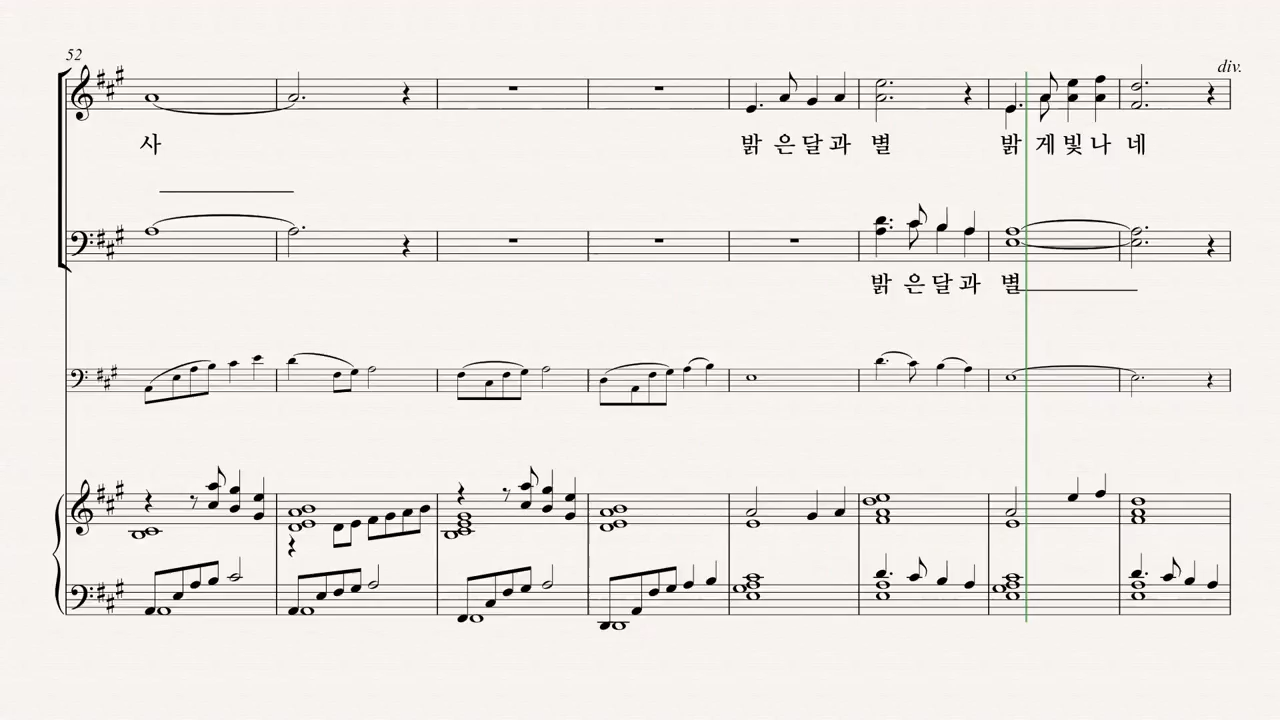 52
div.
사 밝 은 달 과 별 밝 게 빛 나 네
밝 은 달 과 별